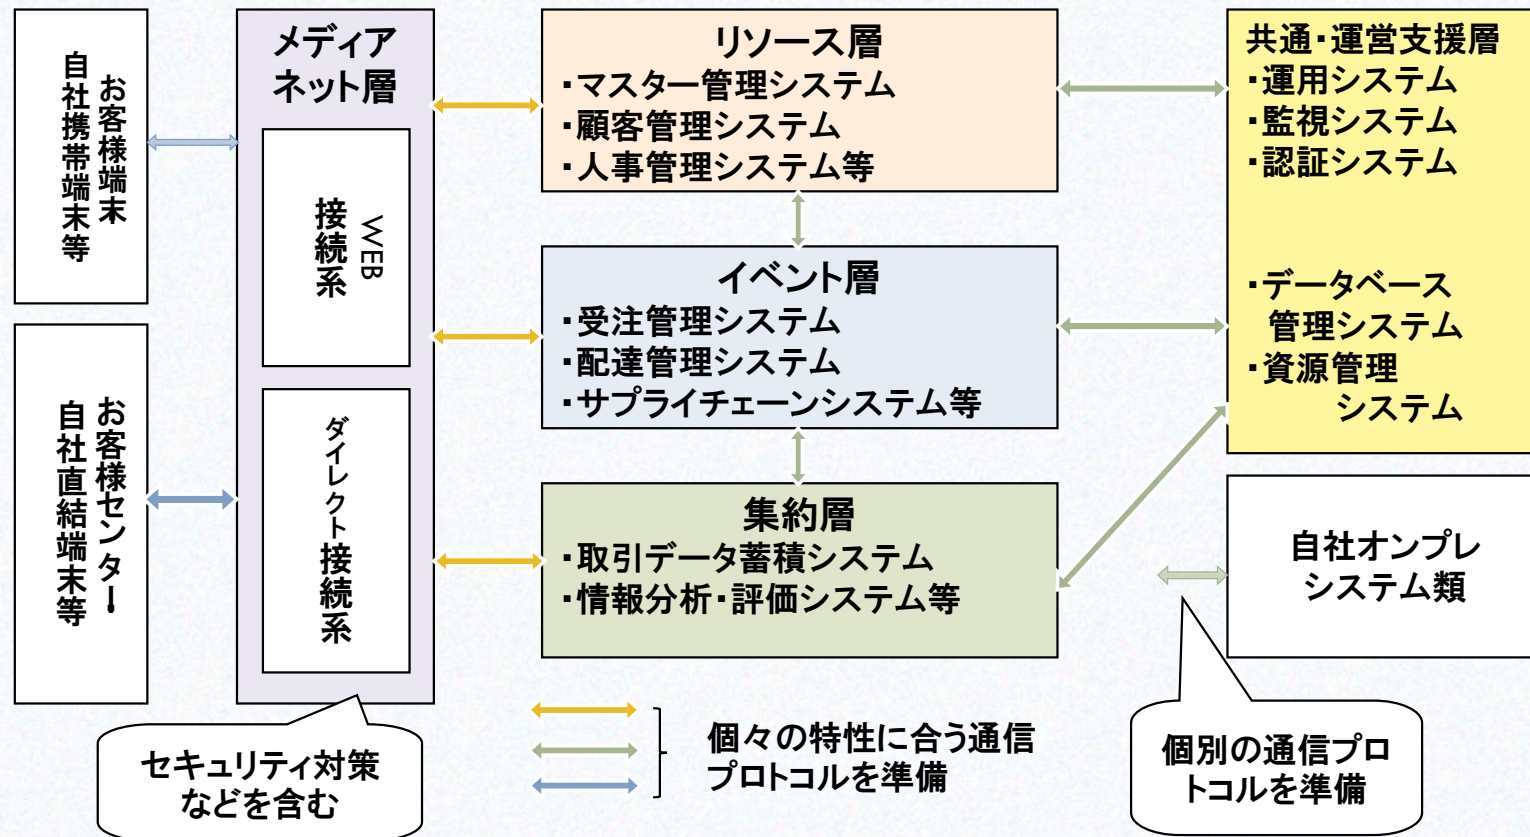 お客様端末
自社携帯端末等
お客様センター
自社直結端末等
メディア
ネット層
WEB
接続系
ダイレクト接続系
セキュリティ対策
などを含む
リソース層
・マスター管理システム
・顧客管理システム
・人事管理システム等
イベント層
・受注管理システム
・配達管理システム
・サプライチェーンシステム等
集約層
・取引データ蓄積システム
・情報分析・評価システム等
個々の特性に合う通信
プロトコルを準備
共通・運営支援層
・運用システム
・監視システム
・認証システム
・データベース
管理システム
・資源管理
システム
自社オンプレ
システム類
個別の通信プロ
トコルを準備